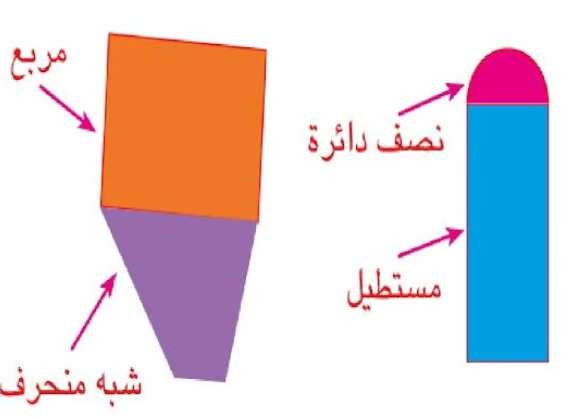 مربع
نصف دائرة
مستطيل
شبه منحرف